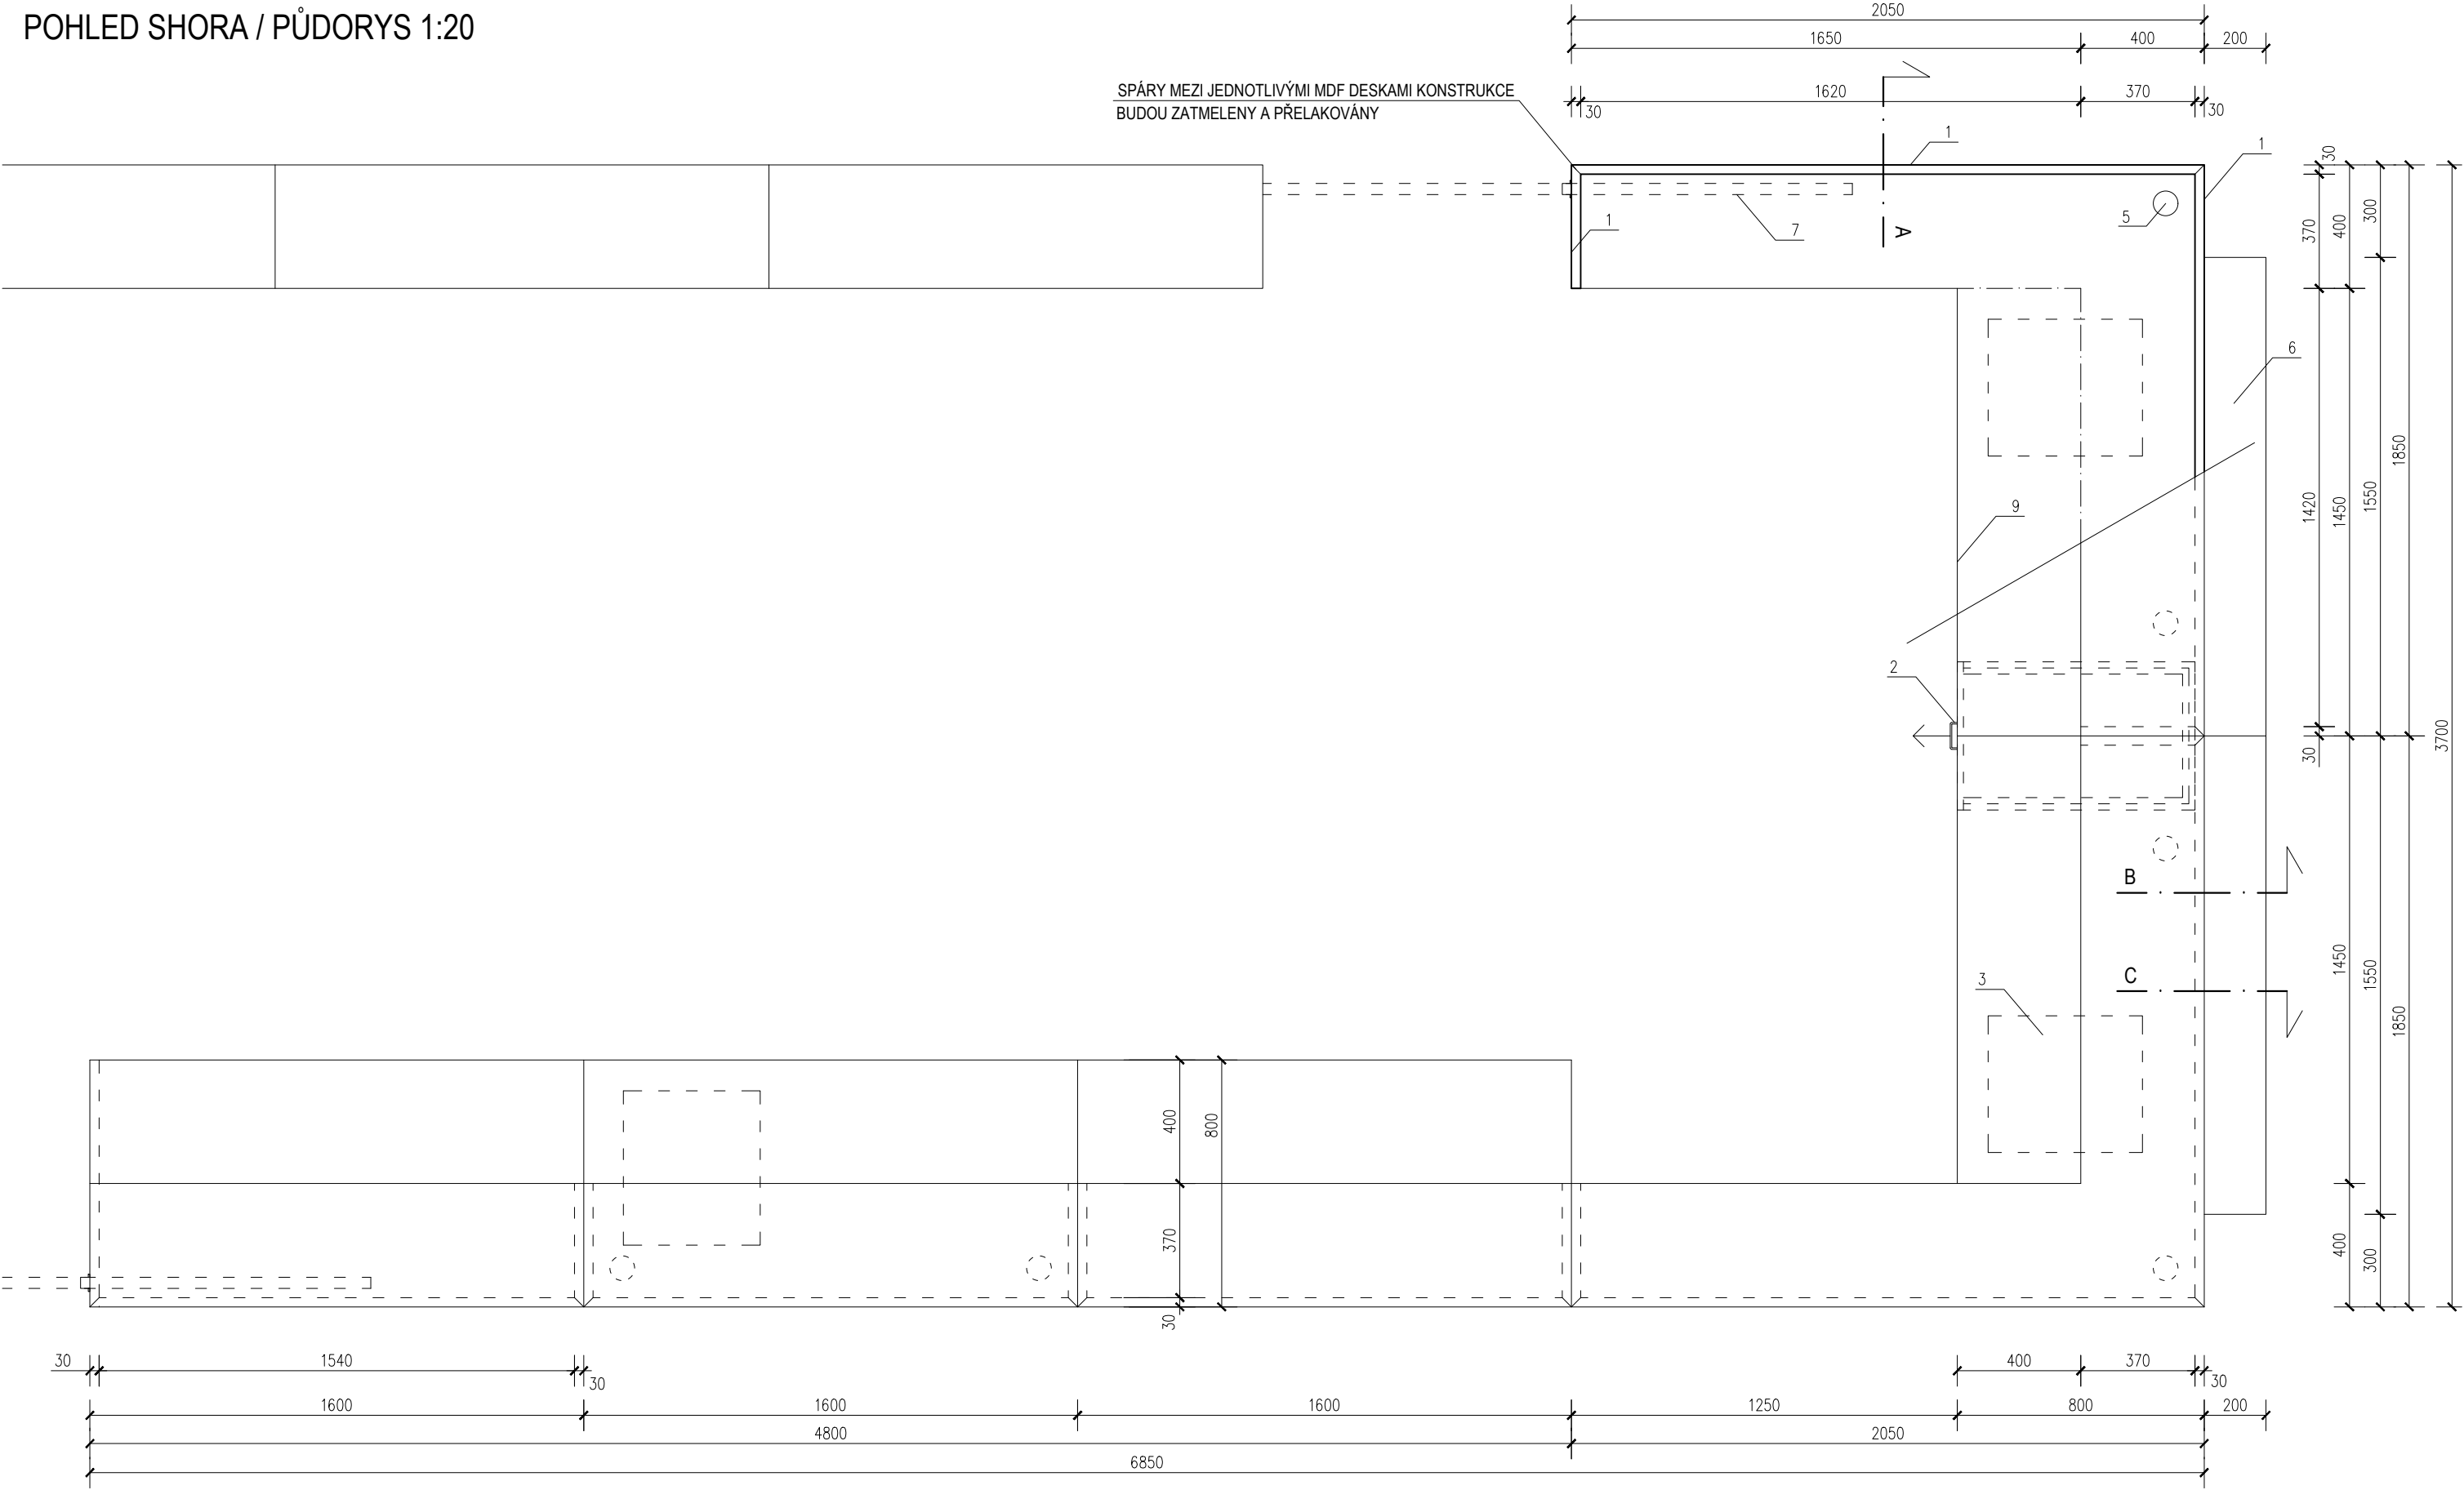 POHLED SHORA / PŮDORYS 1:20
2050
1650 400 200
SPÁRY MEZI JEDNOTLIVÝMI MDF DESKAMI KONSTRUKCE
BUDOU ZATMELENY A PŘELAKOVÁNY
30 1620 370 30
1
1
1
5
7
A
6
9
2
B
C
3
30
370
400
300
1420
1450
1550
1850
3700
30
1450
1550
1850
400
300
400
800
370
30
30 1540 30
400 370 30
1600 1600 1600 1250 800 200
4800 2050
6850